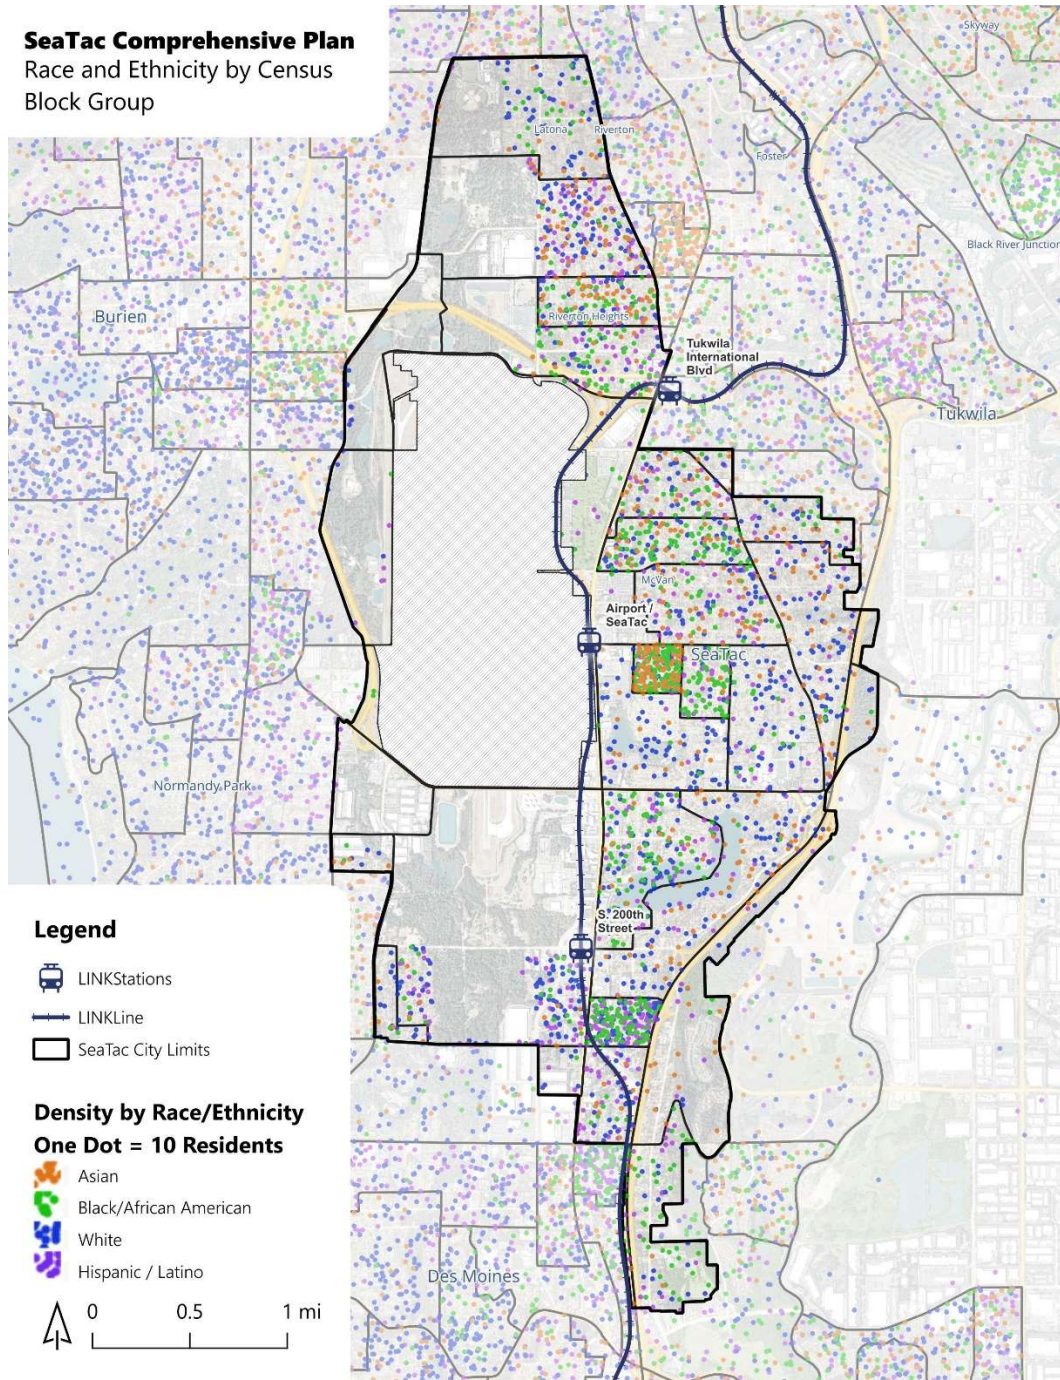 SeaTac Comprehensive Plan
Race and Ethnicity by Census
Block Group
Skyway
Latona
Riverton
Foster
Black River Junction
Burien
Riverton Heights
Tukwila
International
Blvd
Tukwila
McVan
Airport /
SeaTac
SeaTac
Normandy Park
S. 200th
Street
Des Moines
Legend
LINKStations
LINKLine
SeaTac City Limits
Density by Race/Ethnicity
One Dot = 10 Residents
Asian
Black/African American
White
Hispanic / Latino
0 0.5 1 mi